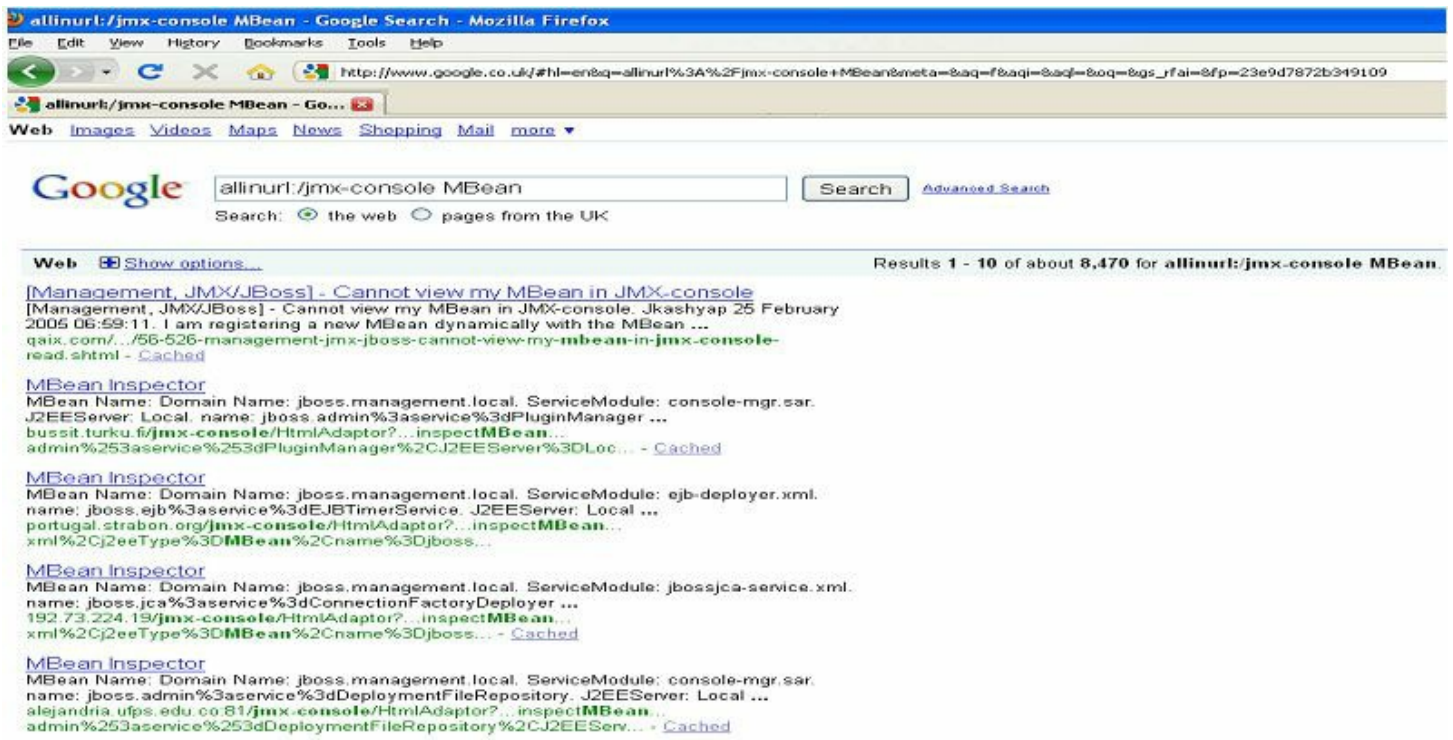 allinurl:/jmx-console MBean - Google Search - Mozilla Firefox
File Edit View History Bookmarks Tools Help
http://www.google.co.uk/#hl=en&q=allinurl%3A%2Fjmx-console+MBean&meta=&aq=f&aqi=&aql=&oq=&gs_rfai=&fp=23e9d7872b349109
allinurl:/jmx-console MBean - Go...
Web Images Videos Maps News Shopping Mail more ▼
Google allinurl:/jmx-console MBean Search Advanced Search
Search: the web pages from the UK
Web Show options... Results 1 - 10 of about 8,470 for allinurl:/jmx-console MBean.
[Management, JMX/JBoss] - Cannot view my MBean in JMX-console
[Management, JMX/JBoss] - Cannot view my MBean in JMX-console. Jkashyap 25 February
2005 06:59:11. I am registering a new MBean dynamically with the MBean ...
qaix.com/.../56-526-management-jmx-jboss-cannot-view-my-mbean-in-jmx-console-
read.shtml - Cached
MBean Inspector
MBean Name: Domain Name: jboss.management.local. ServiceModule: console-mgr.sar.
J2EEServer: Local. name: jboss.admin%3aservice%3dPluginManager ...
bussit.turku.fi/jmx-console/HtmlAdaptor?...inspectMBean...
admin%253aservice%253dPluginManager%2CJ2EEServer%3DLoc... - Cached
MBean Inspector
MBean Name: Domain Name: jboss.management.local. ServiceModule: ejb-deployer.xml.
name: jboss.ejb%3aservice%3dEJBTimerService. J2EEServer: Local ...
portugal.strabon.org/jmx-console/HtmlAdaptor?...inspectMBean...
xml%2Cj2eeType%3DMBean%2Cname%3Djboss...
MBean Inspector
MBean Name: Domain Name: jboss.management.local. ServiceModule: jbossjca-service.xml.
name: jboss.jca%3aservice%3dConnectionFactoryDeployer ...
192.73.224.19/jmx-console/HtmlAdaptor?...inspectMBean...
xml%2Cj2eeType%3DMBean%2Cname%3Djboss... - Cached
MBean Inspector
MBean Name: Domain Name: jboss.management.local. ServiceModule: console-mgr.sar.
name: jboss.admin%3aservice%3dDeploymentFileRepository. J2EEServer: Local ...
alejandria.ufps.edu.co:81/jmx-console/HtmlAdaptor?...inspectMBean...
admin%253aservice%253dDeploymentFileRepository%2CJ2EEServ... - Cached